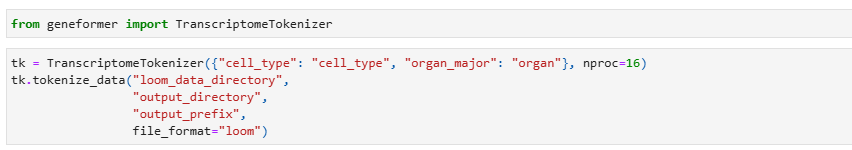 from geneformer import TranscriptomeTokenizer
tk = TranscriptomeTokenizer({"cell_type": "cell_type", "organ_major": "organ"}, nproc=16)
tk.tokenize_data("loom_data_directory",
                 "output_directory",
                 "output_prefix",
                 file_format="loom")